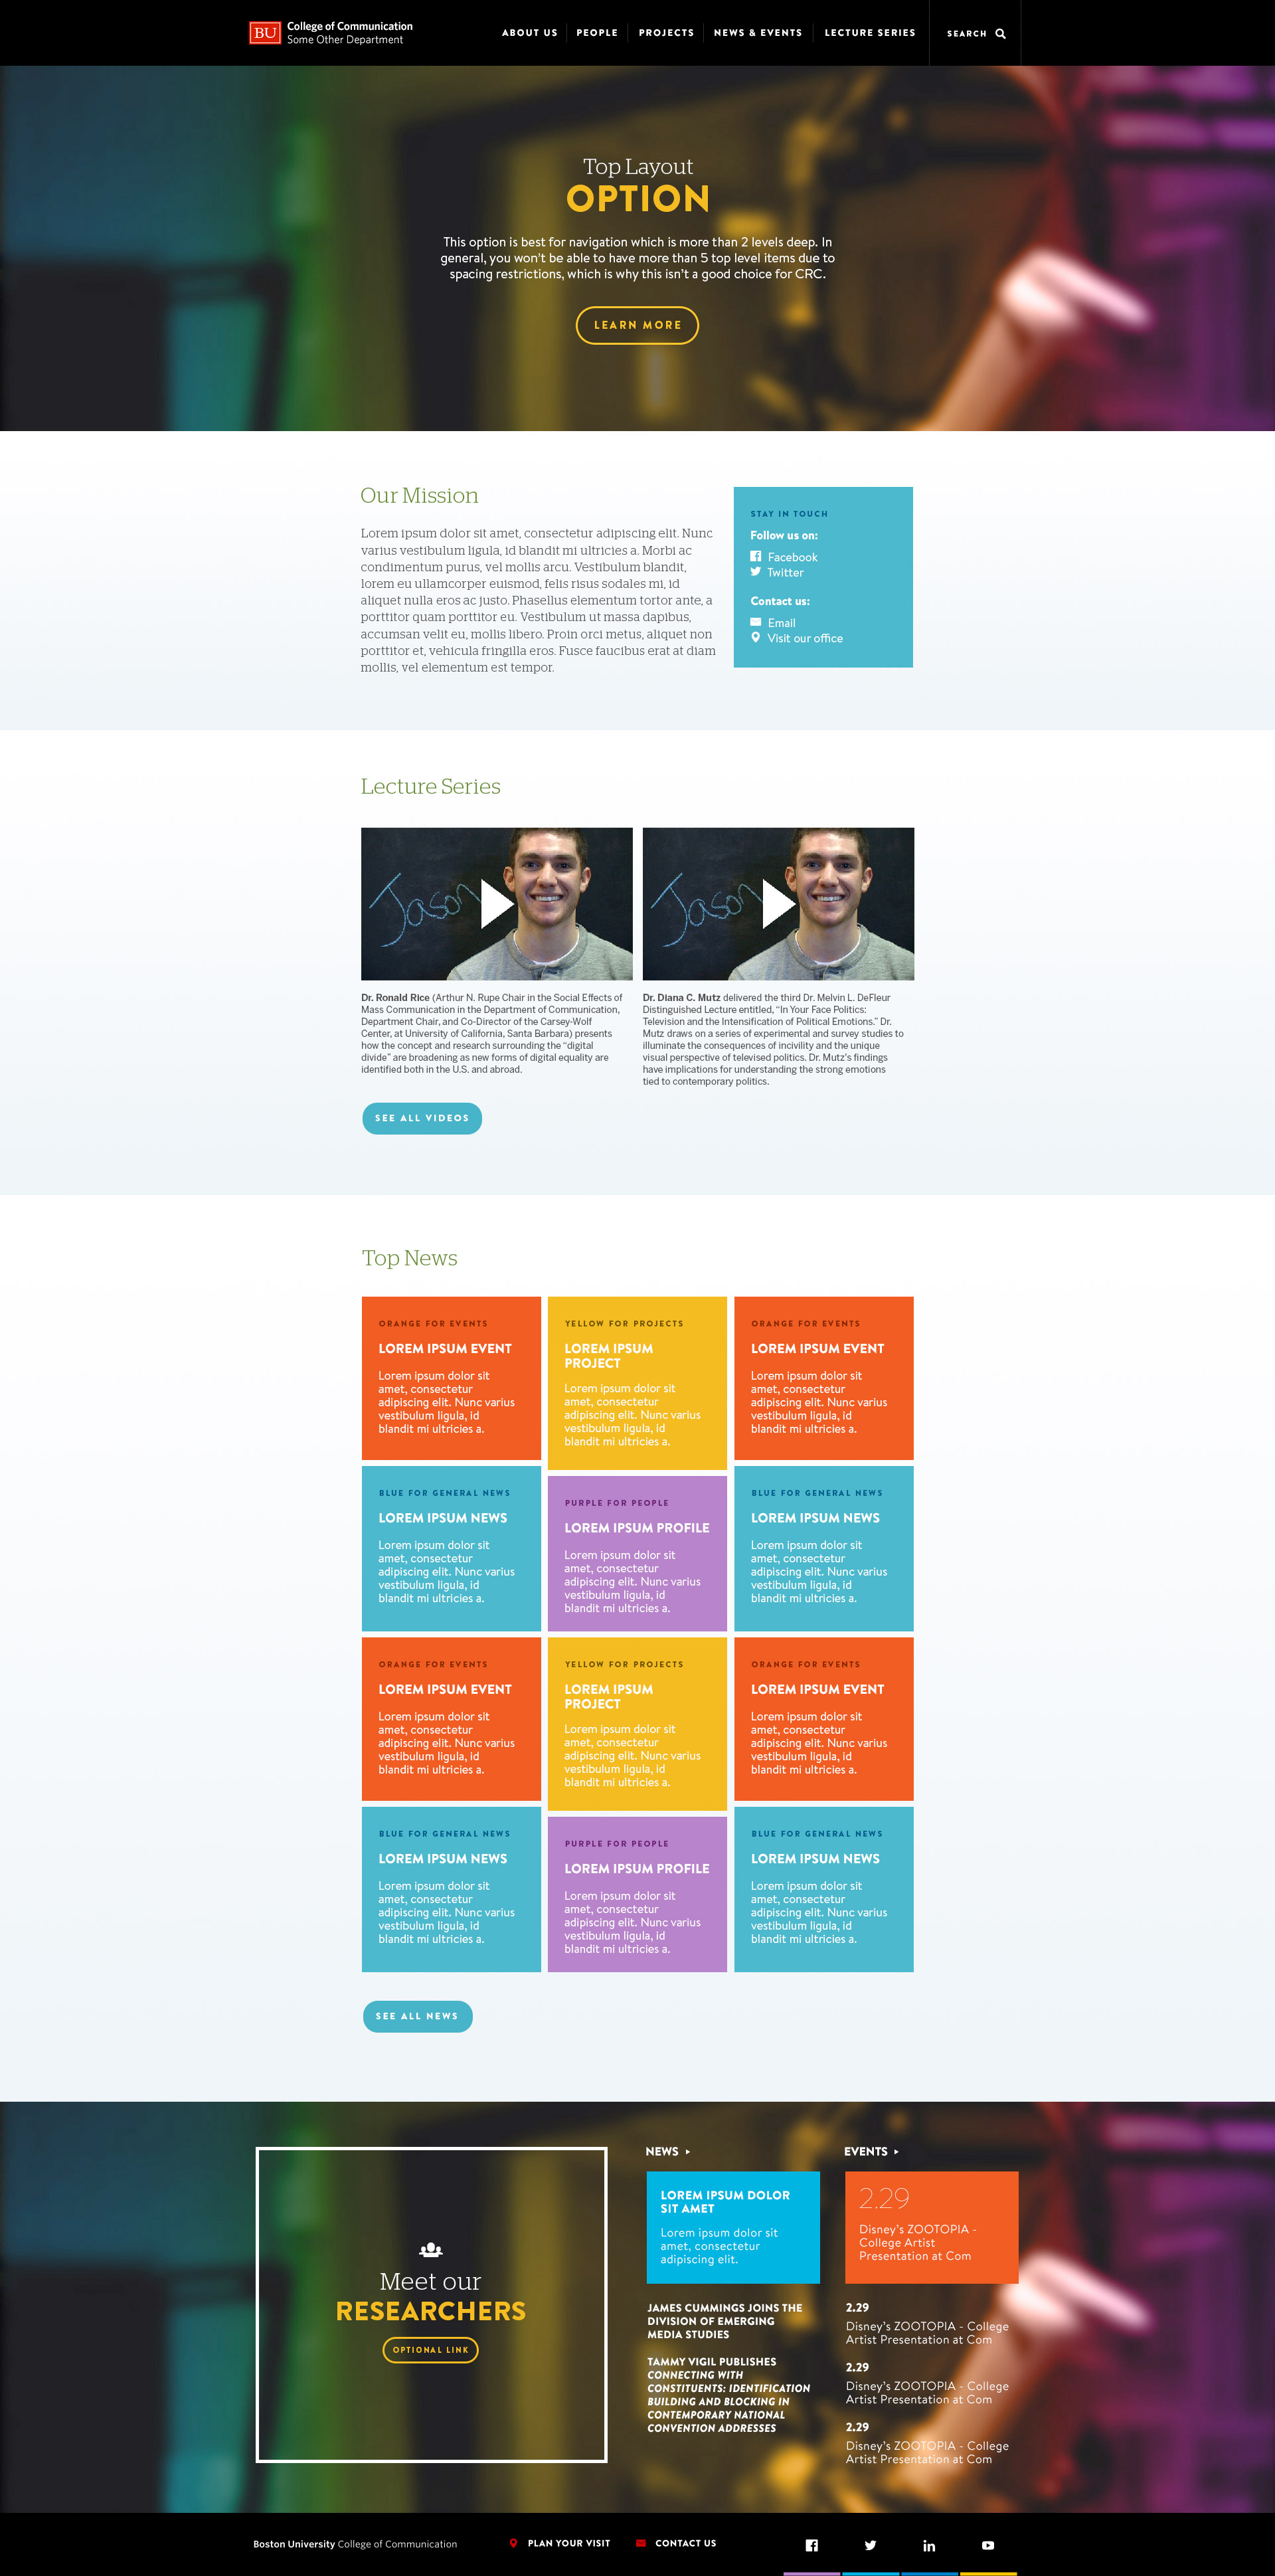 BU
College of Communication
Some Other Department
ABOUT US
PEOPLE
PROJECTS
NEWS & EVENTS
LECTURE SERIES
SEARCH
Top Layout
OPTION
This option is best for navigation which is more than 2 levels deep. In
general, you won't be able to have more than 5 top level items due to
spacing restrictions, which is why this isn't a good choice for CRC.
LEARN MORE
Our Mission
Lorem ipsum dolor sit amet, consectetur adipiscing elit. Nunc
varius vestibulum ligula, id blandit mi ultricies a. Morbi ac
condimentum purus, vel mollis arcu. Vestibulum blandit,
lorem eu ullamcorper euismod, felis risus sodales mi, id
aliquet nulla eros ac justo. Phasellus elementum tortor ante, a
porttitor quam porttitor eu. Vestibulum ut massa dapibus,
accumsan velit eu, mollis libero. Proin orci metus, aliquet non
porttitor et, vehicula fringilla eros. Fusce faucibus erat at diam
mollis, vel elementum est tempor.
STAY IN TOUCH
Follow us on:
Facebook
Twitter
Contact us:
Email
Visit our office
Lecture Series
Jason
Jason
Dr. Ronald Rice (Arthur N. Rupe Chair in the Social Effects of
Mass Communication in the Department of Communication,
Department Chair, and Co-Director of the Carsey-Wolf
Center, at University of California, Santa Barbara) presents
how the concept and research surrounding the "digital
divide" are broadening as new forms of digital equality are
identified both in the U.S. and abroad.
Dr. Diana C. Mutz delivered the third Dr. Melvin L. DeFleur
Distinguished Lecture entitled, "In Your Face Politics:
Television and the Intensification of Political Emotions." Dr.
Mutz draws on a series of experimental and survey studies to
illuminate the consequences of incivility and the unique
visual perspective of televised politics. Dr. Mutz's findings
have implications for understanding the strong emotions
tied to contemporary politics.
SEE ALL VIDEOS
Top News
ORANGE FOR EVENTS
LOREM IPSUM EVENT
Lorem ipsum dolor sit
amet, consectetur
adipiscing elit. Nunc varius
vestibulum ligula, id
blandit mi ultricies a.
YELLOW FOR PROJECTS
LOREM IPSUM
PROJECT
Lorem ipsum dolor sit
amet, consectetur
adipiscing elit. Nunc varius
vestibulum ligula, id
blandit mi ultricies a.
ORANGE FOR EVENTS
LOREM IPSUM EVENT
Lorem ipsum dolor sit
amet, consectetur
adipiscing elit. Nunc varius
vestibulum ligula, id
blandit mi ultricies a.
BLUE FOR GENERAL NEWS
LOREM IPSUM NEWS
Lorem ipsum dolor sit
amet, consectetur
adipiscing elit. Nunc varius
vestibulum ligula, id
blandit mi ultricies a.
PURPLE FOR PEOPLE
LOREM IPSUM PROFILE
Lorem ipsum dolor sit
amet, consectetur
adipiscing elit. Nunc varius
vestibulum ligula, id
blandit mi ultricies a.
BLUE FOR GENERAL NEWS
LOREM IPSUM NEWS
Lorem ipsum dolor sit
amet, consectetur
adipiscing elit. Nunc varius
vestibulum ligula, id
blandit mi ultricies a.
ORANGE FOR EVENTS
LOREM IPSUM EVENT
Lorem ipsum dolor sit
amet, consectetur
adipiscing elit. Nunc varius
vestibulum ligula, id
blandit mi ultricies a.
YELLOW FOR PROJECTS
LOREM IPSUM
PROJECT
Lorem ipsum dolor sit
amet, consectetur
adipiscing elit. Nunc varius
vestibulum ligula, id
blandit mi ultricies a.
ORANGE FOR EVENTS
LOREM IPSUM EVENT
Lorem ipsum dolor sit
amet, consectetur
adipiscing elit. Nunc varius
vestibulum ligula, id
blandit mi ultricies a.
BLUE FOR GENERAL NEWS
LOREM IPSUM NEWS
Lorem ipsum dolor sit
amet, consectetur
adipiscing elit. Nunc varius
vestibulum ligula, id
blandit mi ultricies a.
PURPLE FOR PEOPLE
LOREM IPSUM PROFILE
Lorem ipsum dolor sit
amet, consectetur
adipiscing elit. Nunc varius
vestibulum ligula, id
blandit mi ultricies a.
BLUE FOR GENERAL NEWS
LOREM IPSUM NEWS
Lorem ipsum dolor sit
amet, consectetur
adipiscing elit. Nunc varius
vestibulum ligula, id
blandit mi ultricies a.
SEE ALL NEWS
Meet our
RESEARCHERS
OPTIONAL LINK
NEWS
LOREM IPSUM DOLOR
SIT AMET
Lorem ipsum dolor sit
amet, consectetur
adipiscing elit.
JAMES CUMMINGS JOINS THE
DIVISION OF EMERGING
MEDIA STUDIES
TAMMY VIGIL PUBLISHES
CONNECTING WITH
CONSTITUENTS: IDENTIFICATION
BUILDING AND BLOCKING IN
CONTEMPORARY NATIONAL
CONVENTION ADDRESSES
EVENTS
2.29
Disney's ZOOTOPIA -
College Artist
Presentation at Com
2.29
Disney's ZOOTOPIA - College
Artist Presentation at Com
2.29
Disney's ZOOTOPIA - College
Artist Presentation at Com
2.29
Disney's ZOOTOPIA - College
Artist Presentation at Com
Boston University College of Communication
PLAN YOUR VISIT
CONTACT US